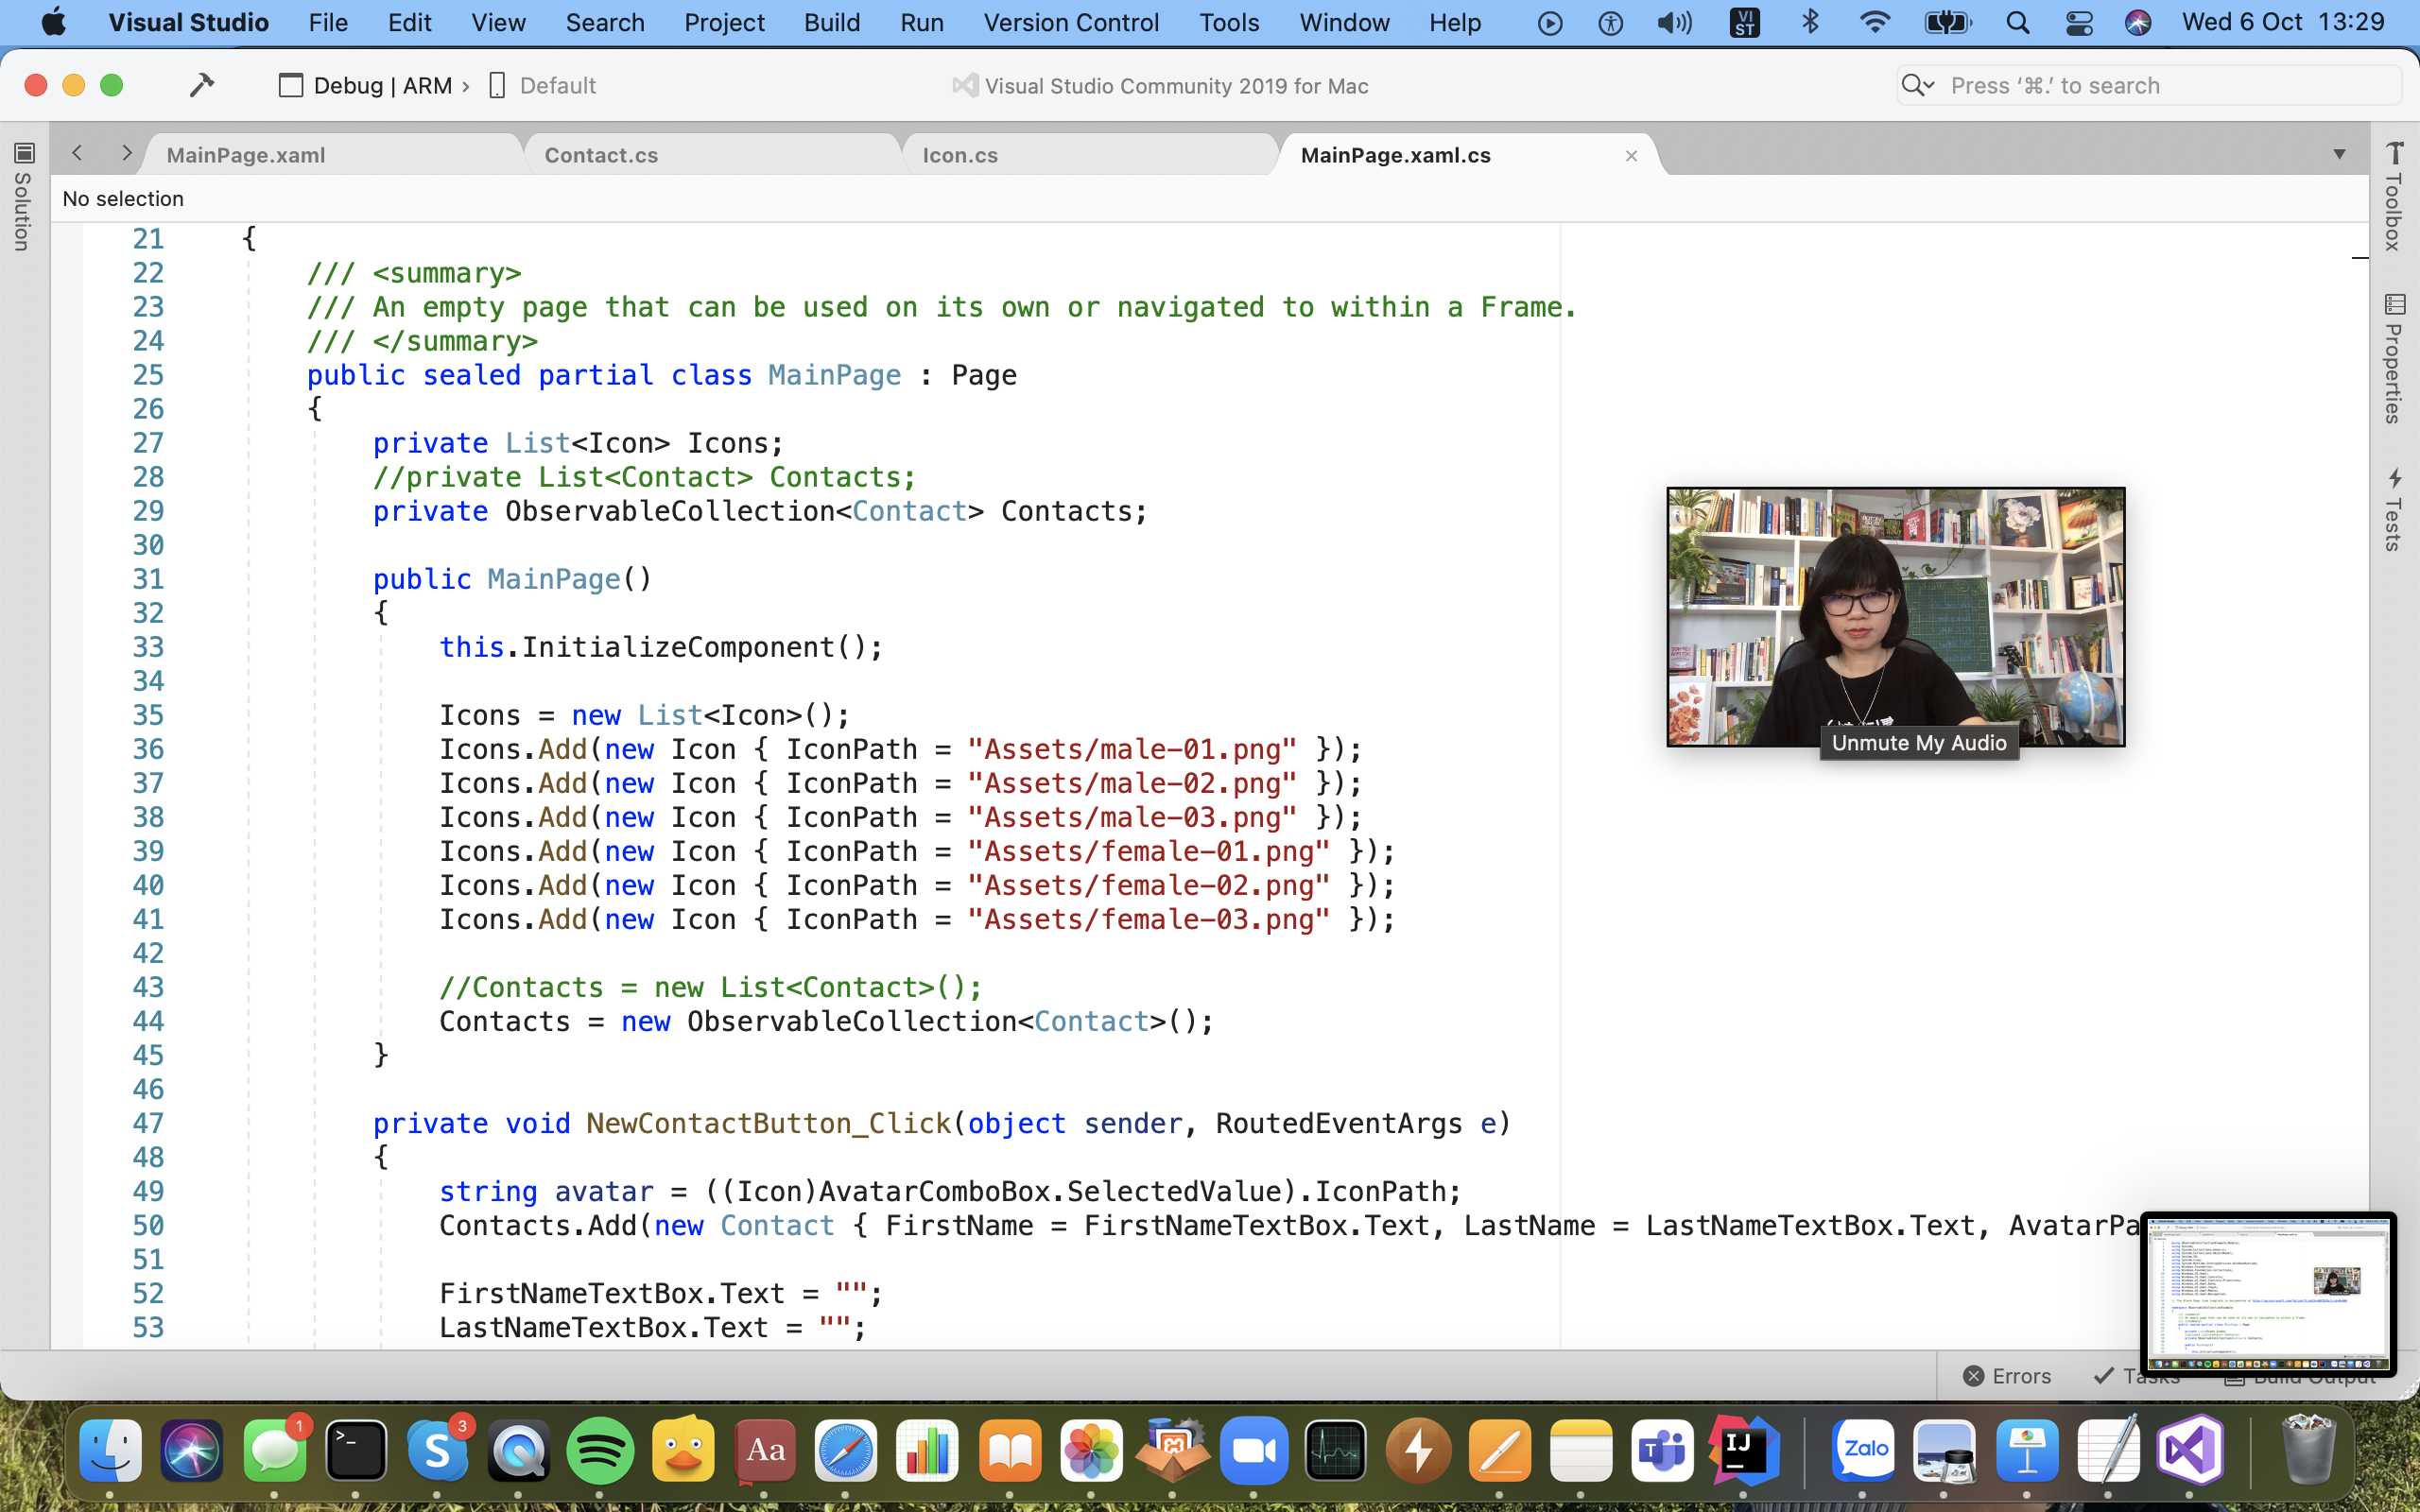 Visual Studio File Edit View Search Project Build Run Version Control Tools Window Help VI ST Wed 6 Oct 13:29
Debug | ARM › Default Visual Studio Community 2019 for Mac Press ‘⌘.’ to search
MainPage.xaml Contact.cs Icon.cs MainPage.xaml.cs
Solution
No selection
Toolbox
Properties
Tests
21 {
22 /// <summary>
23 /// An empty page that can be used on its own or navigated to within a Frame.
24 /// </summary>
25 public sealed partial class MainPage : Page
26 {
27 private List<Icon> Icons;
28 //private List<Contact> Contacts;
29 private ObservableCollection<Contact> Contacts;
30
31 public MainPage()
32 {
33 this.InitializeComponent();
34
35 Icons = new List<Icon>();
36 Icons.Add(new Icon { IconPath = "Assets/male-01.png" });
37 Icons.Add(new Icon { IconPath = "Assets/male-02.png" });
38 Icons.Add(new Icon { IconPath = "Assets/male-03.png" });
39 Icons.Add(new Icon { IconPath = "Assets/female-01.png" });
40 Icons.Add(new Icon { IconPath = "Assets/female-02.png" });
41 Icons.Add(new Icon { IconPath = "Assets/female-03.png" });
42
43 //Contacts = new List<Contact>();
44 Contacts = new ObservableCollection<Contact>();
45 }
46
47 private void NewContactButton_Click(object sender, RoutedEventArgs e)
48 {
49 string avatar = ((Icon)AvatarComboBox.SelectedValue).IconPath;
50 Contacts.Add(new Contact { FirstName = FirstNameTextBox.Text, LastName = LastNameTextBox.Text, AvatarPa
51
52 FirstNameTextBox.Text = "";
53 LastNameTextBox.Text = "";
Unmute My Audio
Errors Tasks Build Output
1 >_ S 3 Aa T IJ Zalo